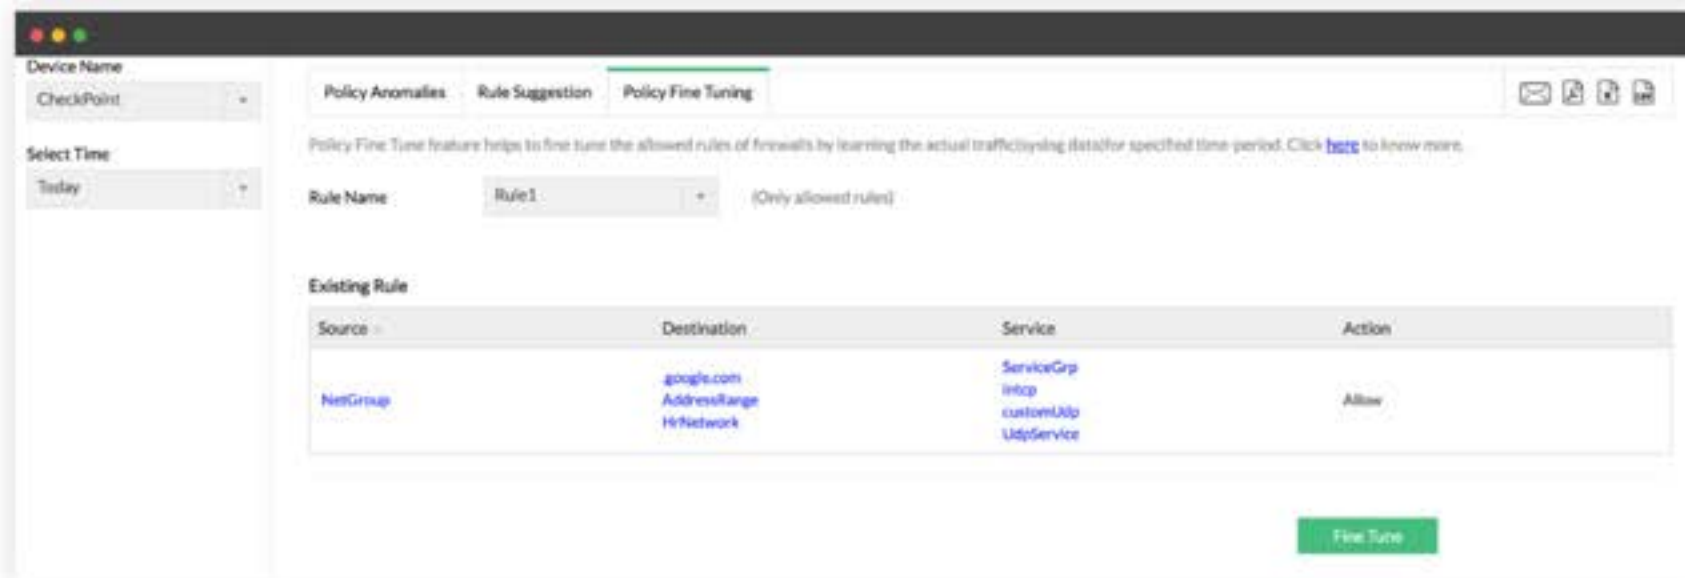 Device Name
CheckPoint
Select Time
Today
Policy Anomalies Rule Suggestion Policy Fine Tuning
Policy Fine Tune feature helps to fine tune the allowed rules of firewalls by learning the actual traffic(syslog data)for specified time-period. Click here to know more.
Rule Name Rule1 (Only allowed rules)
Existing Rule
Source Destination Service Action
NetGroup
google.com
AddressRange
HrNetwork
ServiceGrp
customUdp
UdpService
Allow
Fine Tune